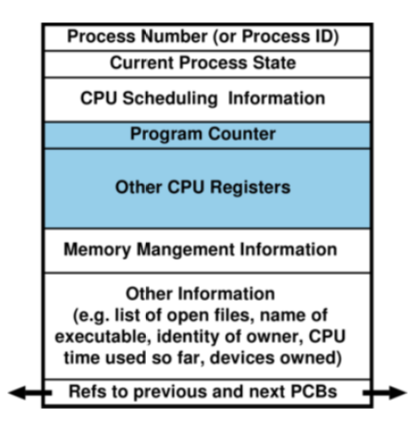 Process Number (or Process ID)
Current Process State
CPU Scheduling Information
Program Counter
Other CPU Registers
Memory Mangement Information
Other Information
(e.g. list of open files, name of
executable, identity of owner, CPU
time used so far, devices owned)
Refs to previous and next PCBs